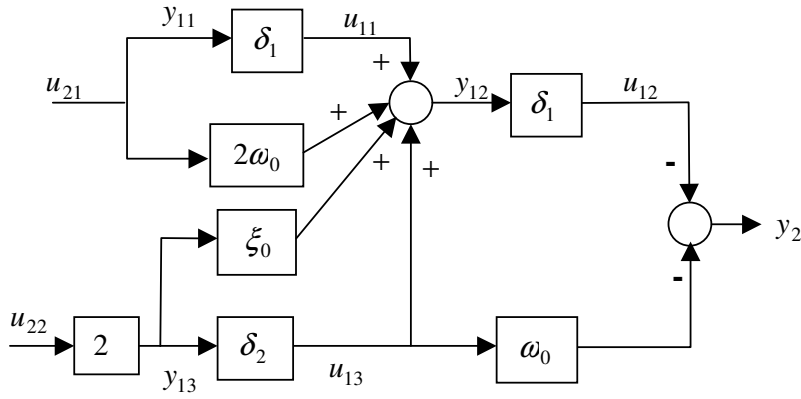 y₁₁ δ₁ u₁₁
+
u₂₁ y₁₂ δ₁ u₁₂
+
2ω₀ + + -
ξ₀ y₂
-
u₂₂ 2 δ₂ ω₀
y₁₃ u₁₃